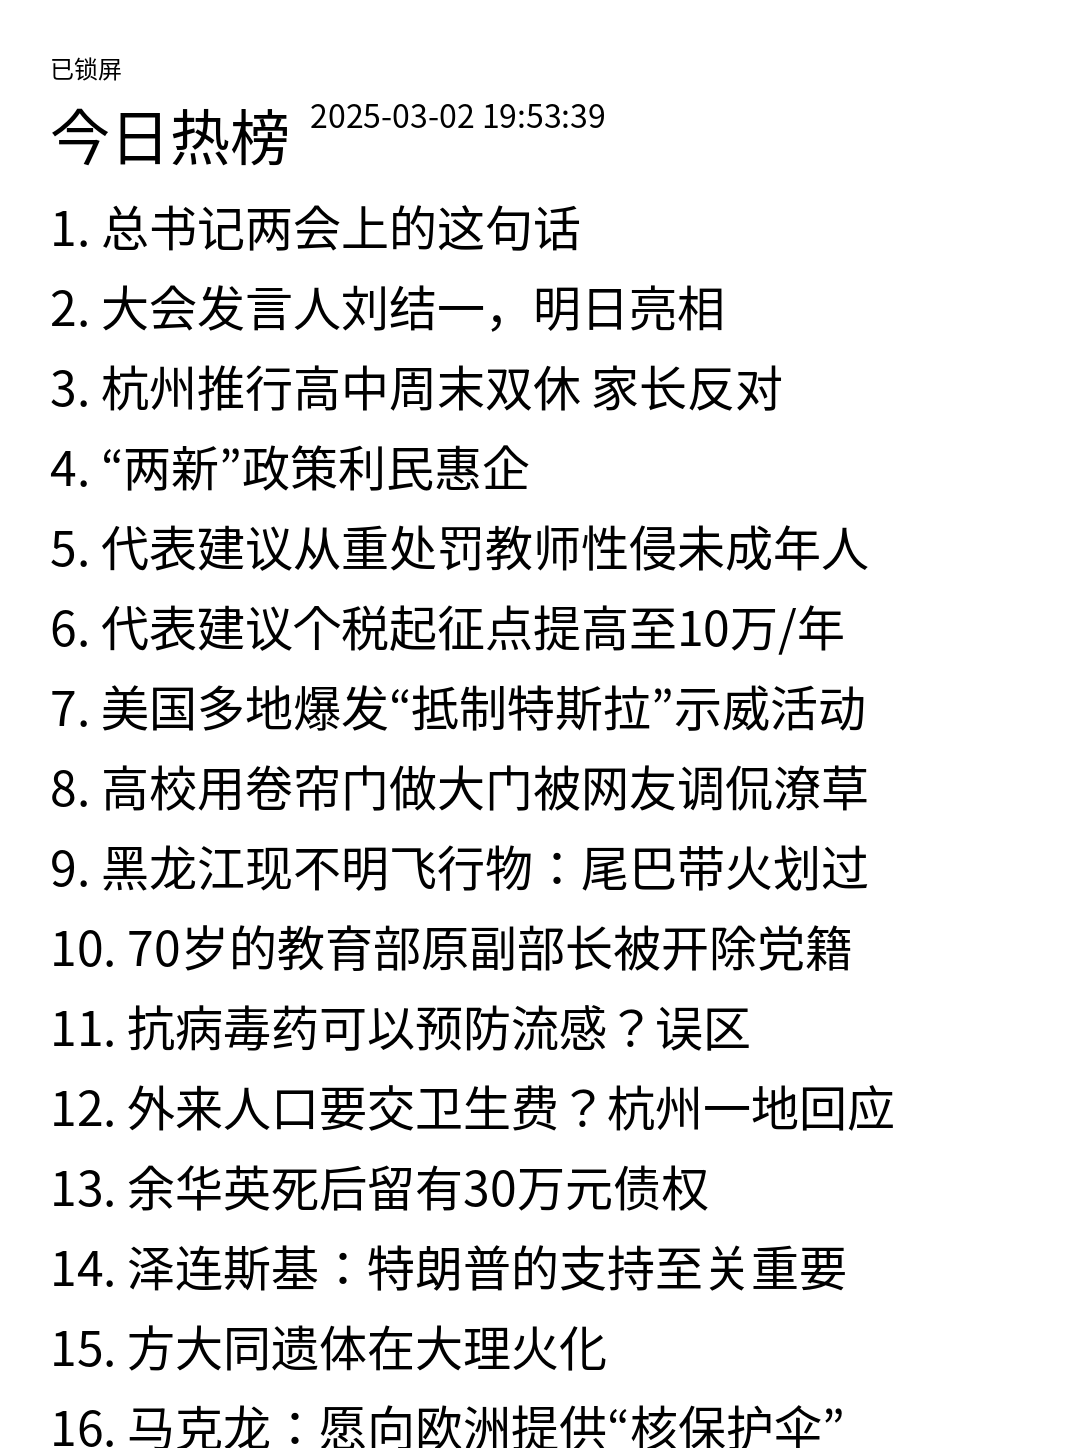 已锁屏
今日热榜 2025-03-02 19:53:39
1. 总书记两会上的这句话
2. 大会发言人刘结一，明日亮相
3. 杭州推行高中周末双休 家长反对
4. “两新”政策利民惠企
5. 代表建议从重处罚教师性侵未成年人
6. 代表建议个税起征点提高至10万/年
7. 美国多地爆发“抵制特斯拉”示威活动
8. 高校用卷帘门做大门被网友调侃潦草
9. 黑龙江现不明飞行物：尾巴带火划过
10. 70岁的教育部原副部长被开除党籍
11. 抗病毒药可以预防流感？误区
12. 外来人口要交卫生费？杭州一地回应
13. 余华英死后留有30万元债权
14. 泽连斯基：特朗普的支持至关重要
15. 方大同遗体在大理火化
16. 马克龙：愿向欧洲提供“核保护伞”